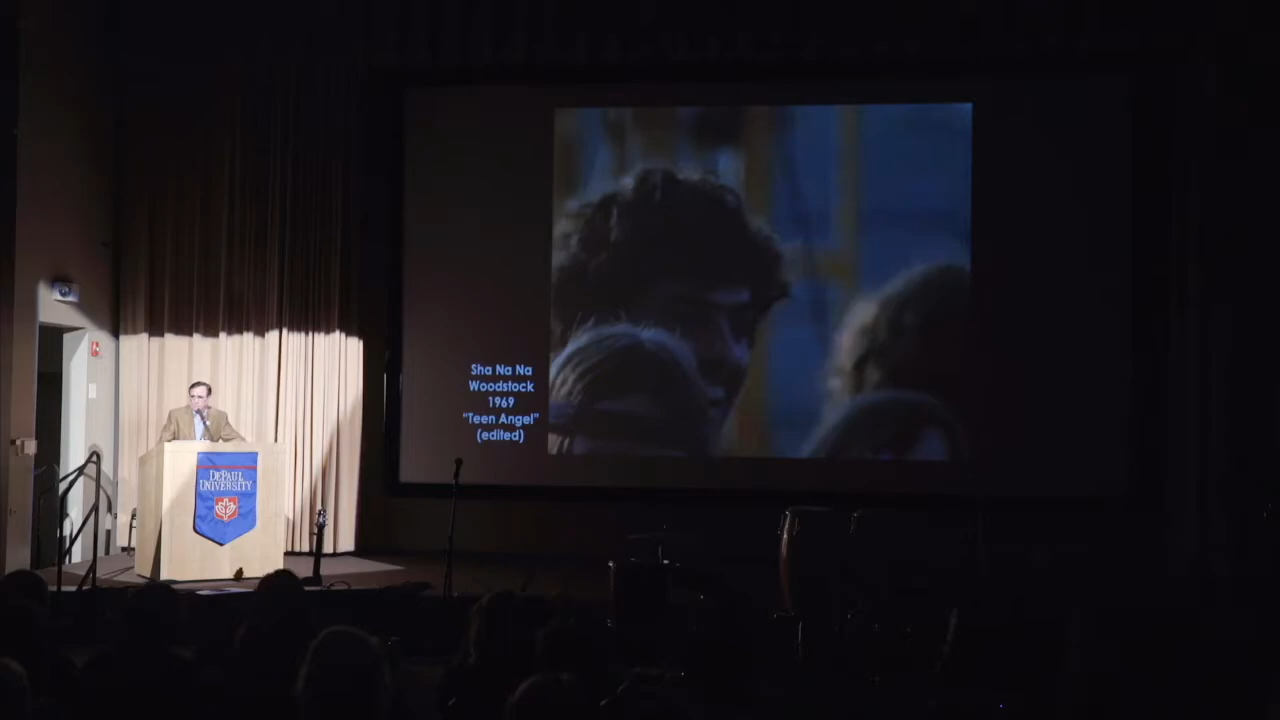 Sha Na Na
Woodstock
1969
“Teen Angel”
(edited)
DEPAUL
UNIVERSITY